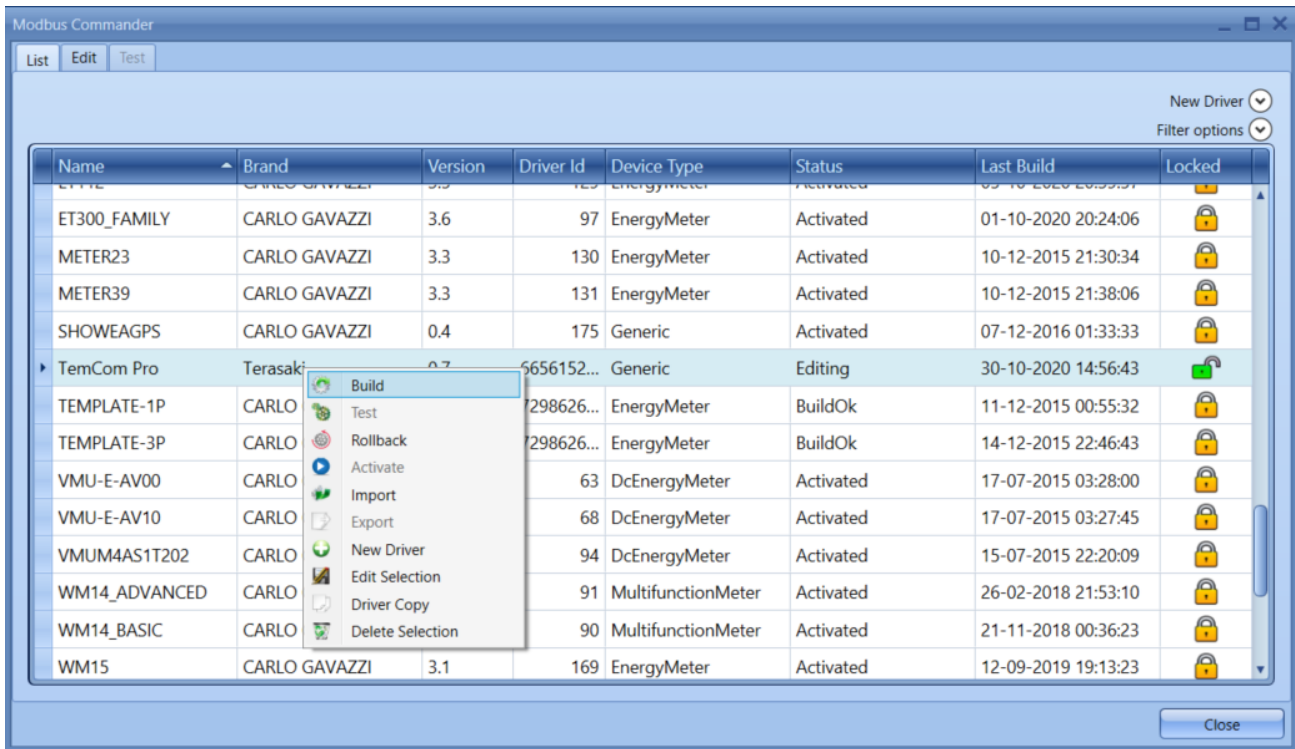 Modbus Commander
List Edit Test
New Driver
Filter options
Name Brand Version Driver Id Device Type Status Last Build Locked
ET300_FAMILY CARLO GAVAZZI 3.6 97 EnergyMeter Activated 01-10-2020 20:24:06
METER23 CARLO GAVAZZI 3.3 130 EnergyMeter Activated 10-12-2015 21:30:34
METER39 CARLO GAVAZZI 3.3 131 EnergyMeter Activated 10-12-2015 21:38:06
SHOWEAGPS CARLO GAVAZZI 0.4 175 Generic Activated 07-12-2016 01:33:33
TemCom Pro Terasaki 6656152... Generic Editing 30-10-2020 14:56:43
Build
TEMPLATE-1P CARLO Test 7298626... EnergyMeter BuildOk 11-12-2015 00:55:32
TEMPLATE-3P CARLO Rollback 7298626... EnergyMeter BuildOk 14-12-2015 22:46:43
Activate
VMU-E-AV00 CARLO 63 DcEnergyMeter Activated 17-07-2015 03:28:00
Import
VMU-E-AV10 CARLO Export 68 DcEnergyMeter Activated 17-07-2015 03:27:45
VMUM4AS1T202 CARLO New Driver 94 DcEnergyMeter Activated 15-07-2015 22:20:09
Edit Selection
WM14_ADVANCED CARLO 91 MultifunctionMeter Activated 26-02-2018 21:53:10
Driver Copy
WM14_BASIC CARLO Delete Selection 90 MultifunctionMeter Activated 21-11-2018 00:36:23
WM15 CARLO GAVAZZI 3.1 169 EnergyMeter Activated 12-09-2019 19:13:23
Close